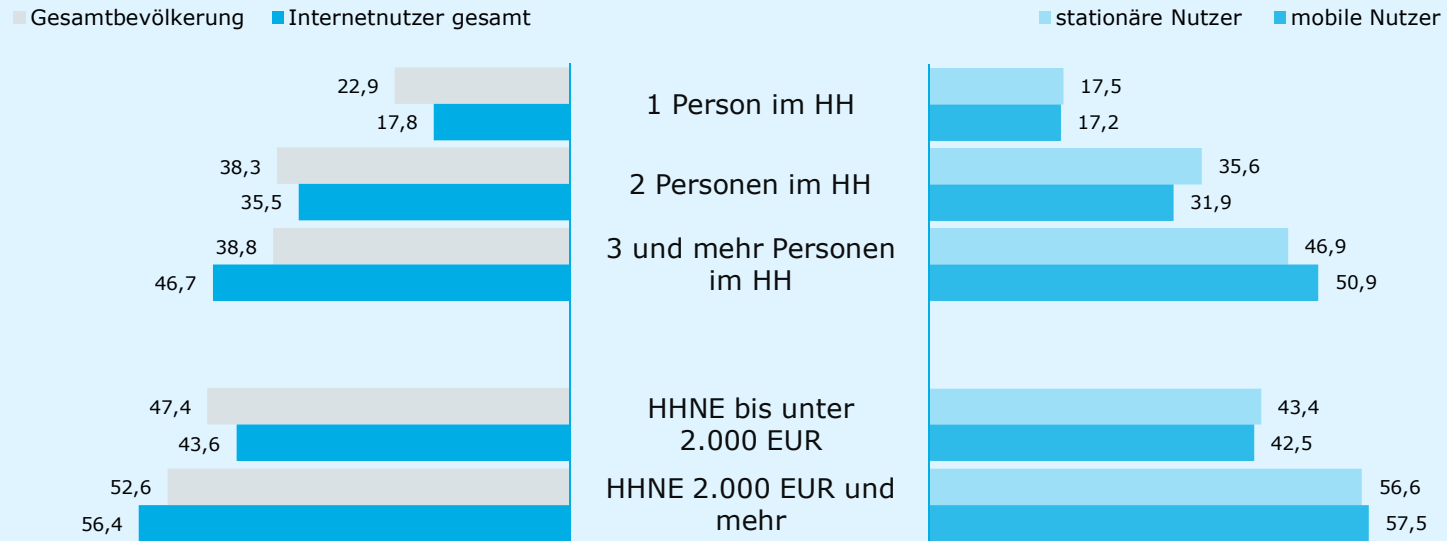 Gesamtbevölkerung Internetnutzer gesamt
stationäre Nutzer mobile Nutzer
22,9
17,8
1 Person im HH
17,5
17,2
38,3
35,5
2 Personen im HH
35,6
31,9
38,8
46,7
3 und mehr Personen
im HH
46,9
50,9
47,4
43,6
HHNE bis unter
2.000 EUR
43,4
42,5
52,6
56,4
HHNE 2.000 EUR und
mehr
56,6
57,5